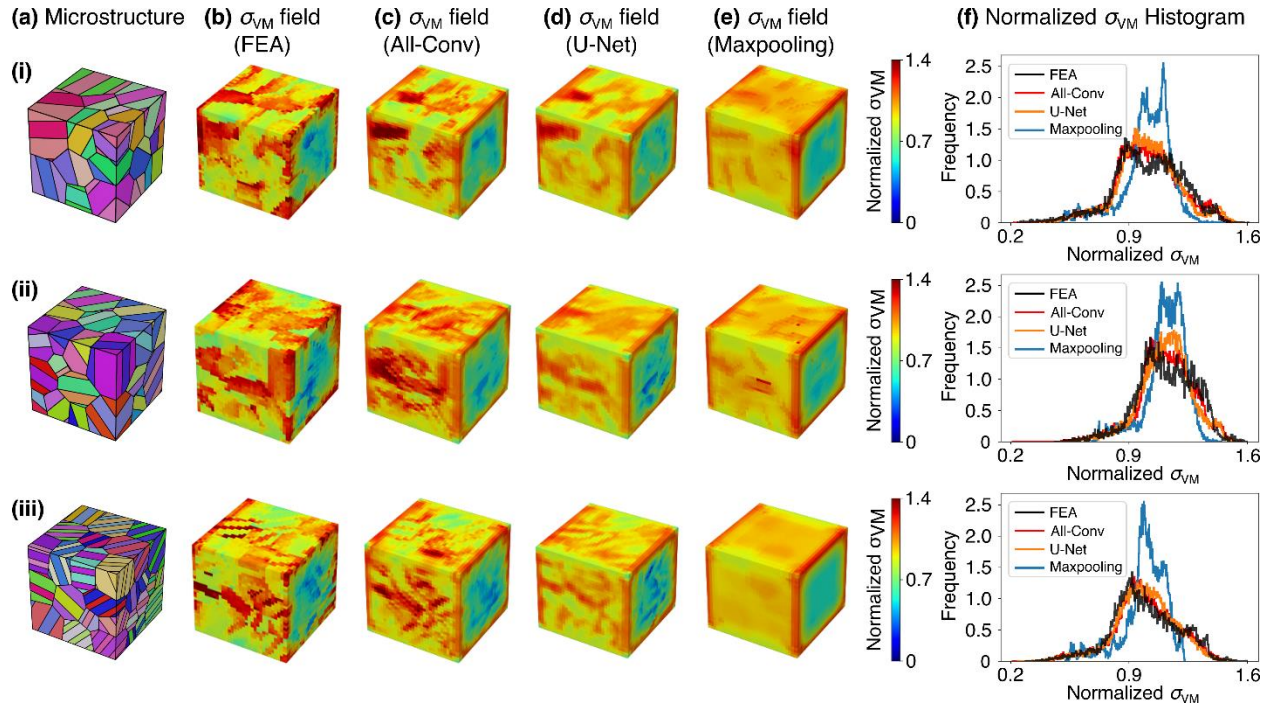 (a) Microstructure
(b) σVM field
(FEA)
(c) σVM field
(All-Conv)
(d) σVM field
(U-Net)
(e) σVM field
(Maxpooling)
(f) Normalized σVM Histogram
(i)
1.4
0.7
0
Normalized σVM
Frequency
2.5
2.0
1.5
1.0
0.5
0
FEA
All-Conv
U-Net
Maxpooling
0.2 0.9 1.6
Normalized σVM
(ii)
1.4
0.7
0
Normalized σVM
Frequency
2.5
2.0
1.5
1.0
0.5
0
FEA
All-Conv
U-Net
Maxpooling
0.2 0.9 1.6
Normalized σVM
(iii)
1.4
0.7
0
Normalized σVM
Frequency
2.5
2.0
1.5
1.0
0.5
0
FEA
All-Conv
U-Net
Maxpooling
0.2 0.9 1.6
Normalized σVM